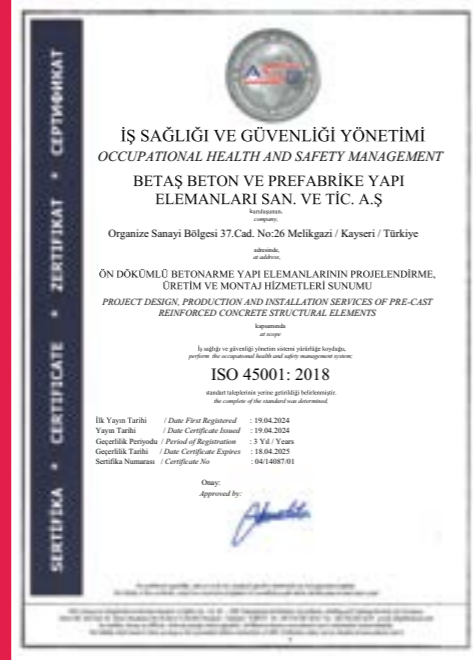 SERTİFİKA * CERTIFICATE * ZERTIFIKAT * СЕРТИФИКАТ
İŞ SAĞLIĞI VE GÜVENLİĞİ YÖNETİMİ
OCCUPATIONAL HEALTH AND SAFETY MANAGEMENT
BETAŞ BETON VE PREFABRİKE YAPI
ELEMANLARI SAN. VE TİC. A.Ş
kuruluşunun,
company;
Organize Sanayi Bölgesi 37.Cad. No:26 Melikgazi / Kayseri / Türkiye
adresinde,
at address,
ÖN DÖKÜMLÜ BETONARME YAPI ELEMANLARININ PROJELENDİRME,
ÜRETİM VE MONTAJ HİZMETLERİ SUNUMU
PROJECT DESIGN, PRODUCTION AND INSTALLATION SERVICES OF PRE-CAST
REINFORCED CONCRETE STRUCTURAL ELEMENTS
kapsamında
at scope
İş sağlığı ve güvenliği yönetim sistemi yürürlüğe koyduğu,
perform the occupational health and safety management system;
ISO 45001: 2018
standart taleplerinin yerine getirildiği belirlenmiştir.
the complete of the standard was determined.
İlk Yayın Tarihi / Date First Registered : 19.04.2024
Yayın Tarihi / Date Certificate Issued : 19.04.2024
Geçerlilik Periyodu / Period of Registration : 3 Yıl / Years
Geçerlilik Tarihi / Date Certificate Expires : 18.04.2025
Sertifika Numarası / Certificate No : 04/14087/01
Onay:
Approved by: